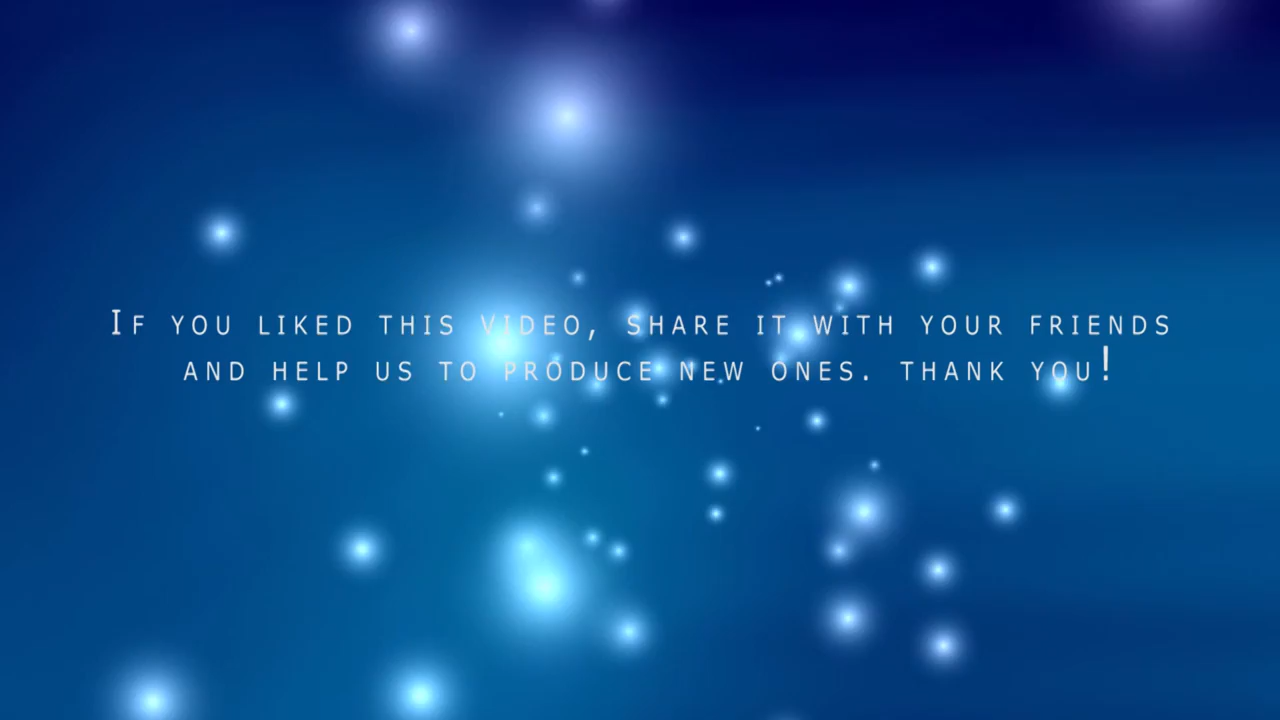 If you liked this video, share it with your friends
and help us to produce new ones. thank you!